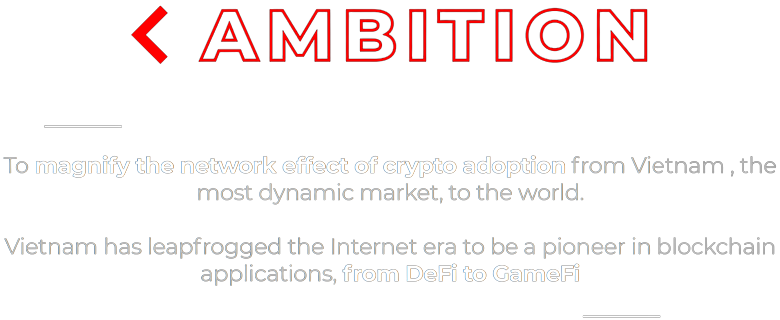 AMBITION
To magnify the network effect of crypto adoption from Vietnam , the
most dynamic market, to the world.
Vietnam has leapfrogged the Internet era to be a pioneer in blockchain
applications, from DeFi to GameFi